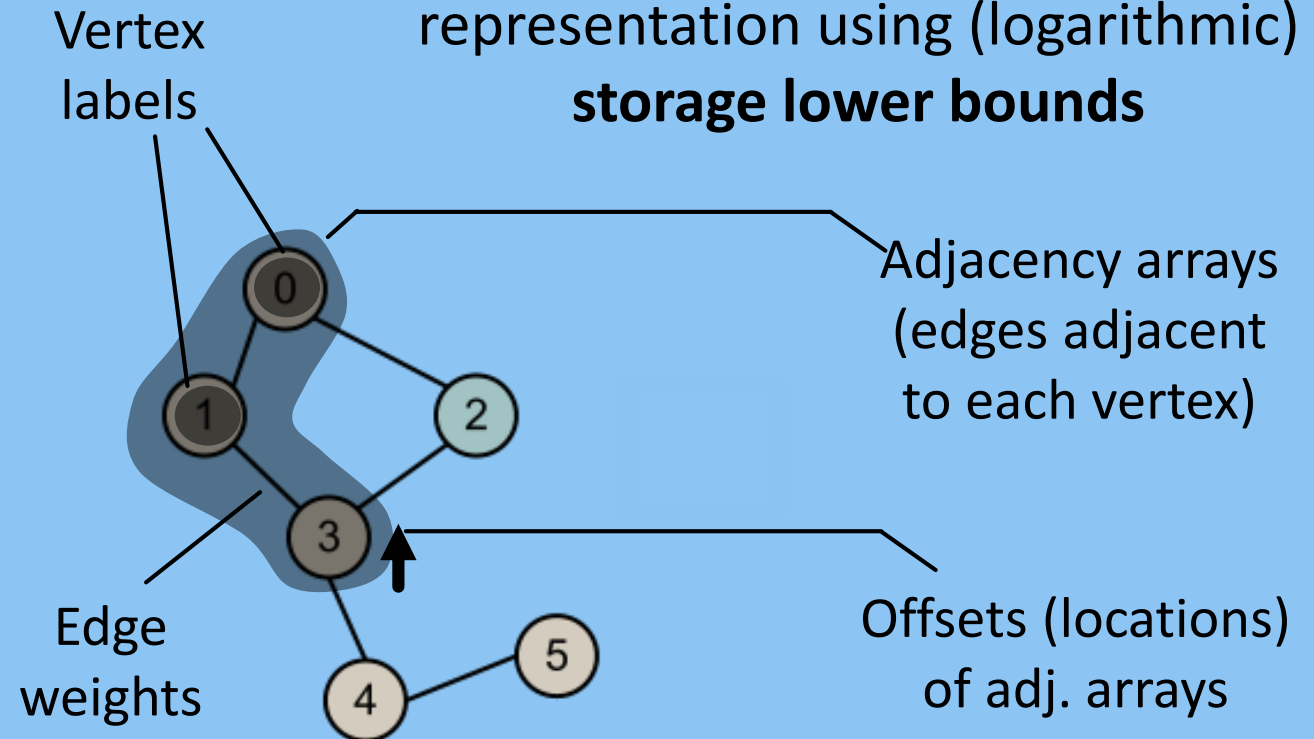 Vertex
labels
representation using (logarithmic)
storage lower bounds
Adjacency arrays
(edges adjacent
to each vertex)
0
1
2
3
4
5
Edge
weights
Offsets (locations)
of adj. arrays